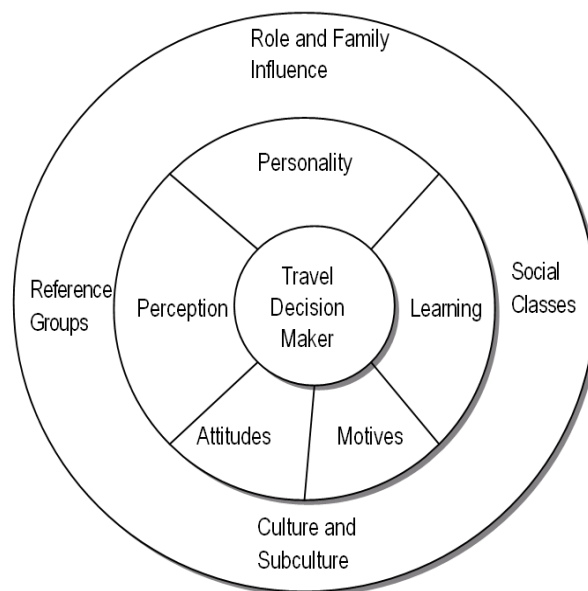 Role and Family
Influence
Personality
Reference
Groups
Perception
Travel
Decision
Maker
Learning
Social
Classes
Attitudes
Motives
Culture and
Subculture